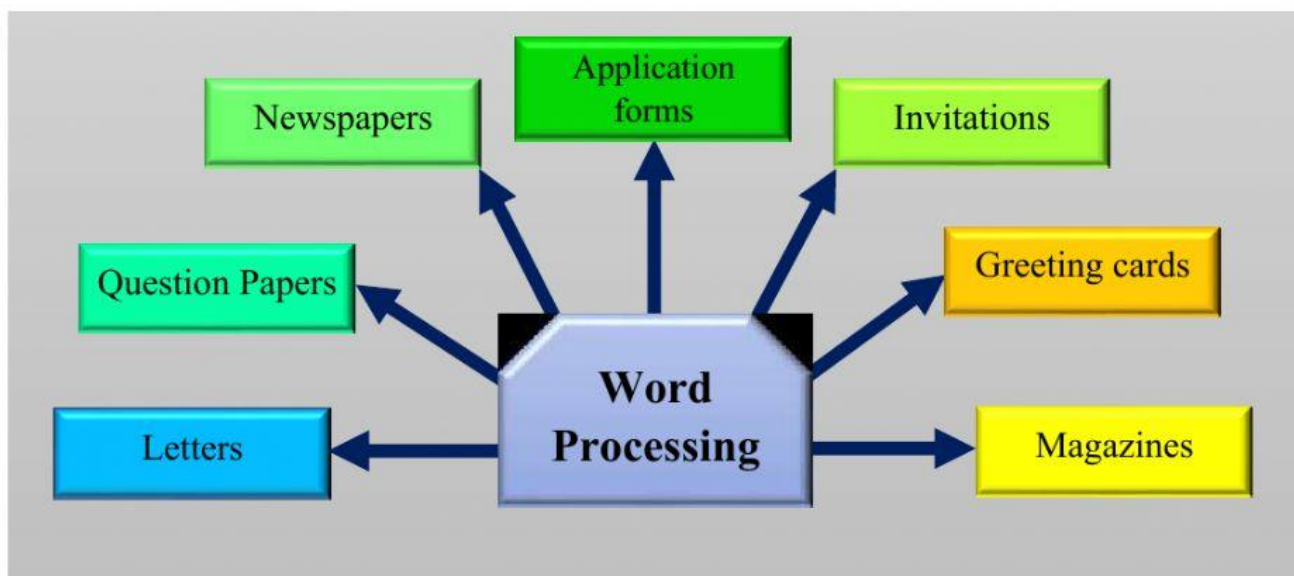 Application
forms
Newspapers
Invitations
Question Papers
Greeting cards
Word
Processing
Letters
Magazines